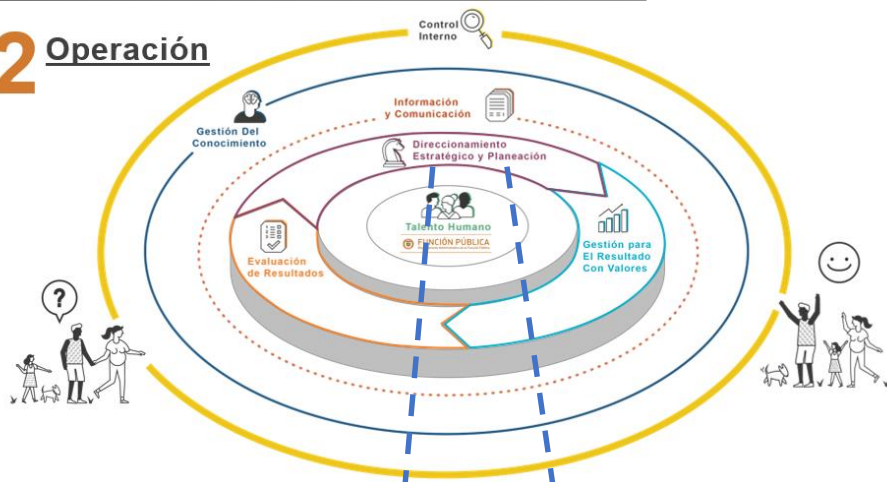 2 Operación
Control
Interno
Información
y Comunicación
Gestión Del
Conocimiento
Direccionamiento
Estratégico y Planeación
Talento Humano
FUNCIÓN PÚBLICA
Evaluación
de Resultados
Gestión para
El Resultado
Con Valores
?